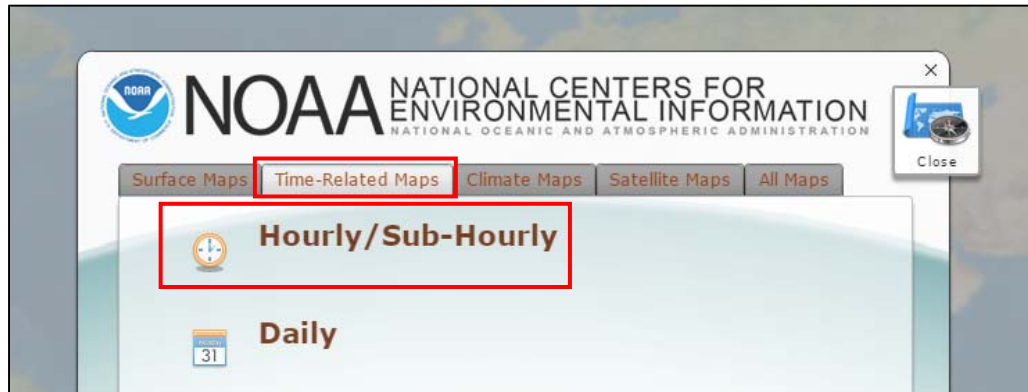 NOAA
NOAA NATIONAL CENTERS FOR
ENVIRONMENTAL INFORMATION
NATIONAL OCEANIC AND ATMOSPHERIC ADMINISTRATION
Close
Surface Maps Time-Related Maps Climate Maps Satellite Maps All Maps
Hourly/Sub-Hourly
Daily
31